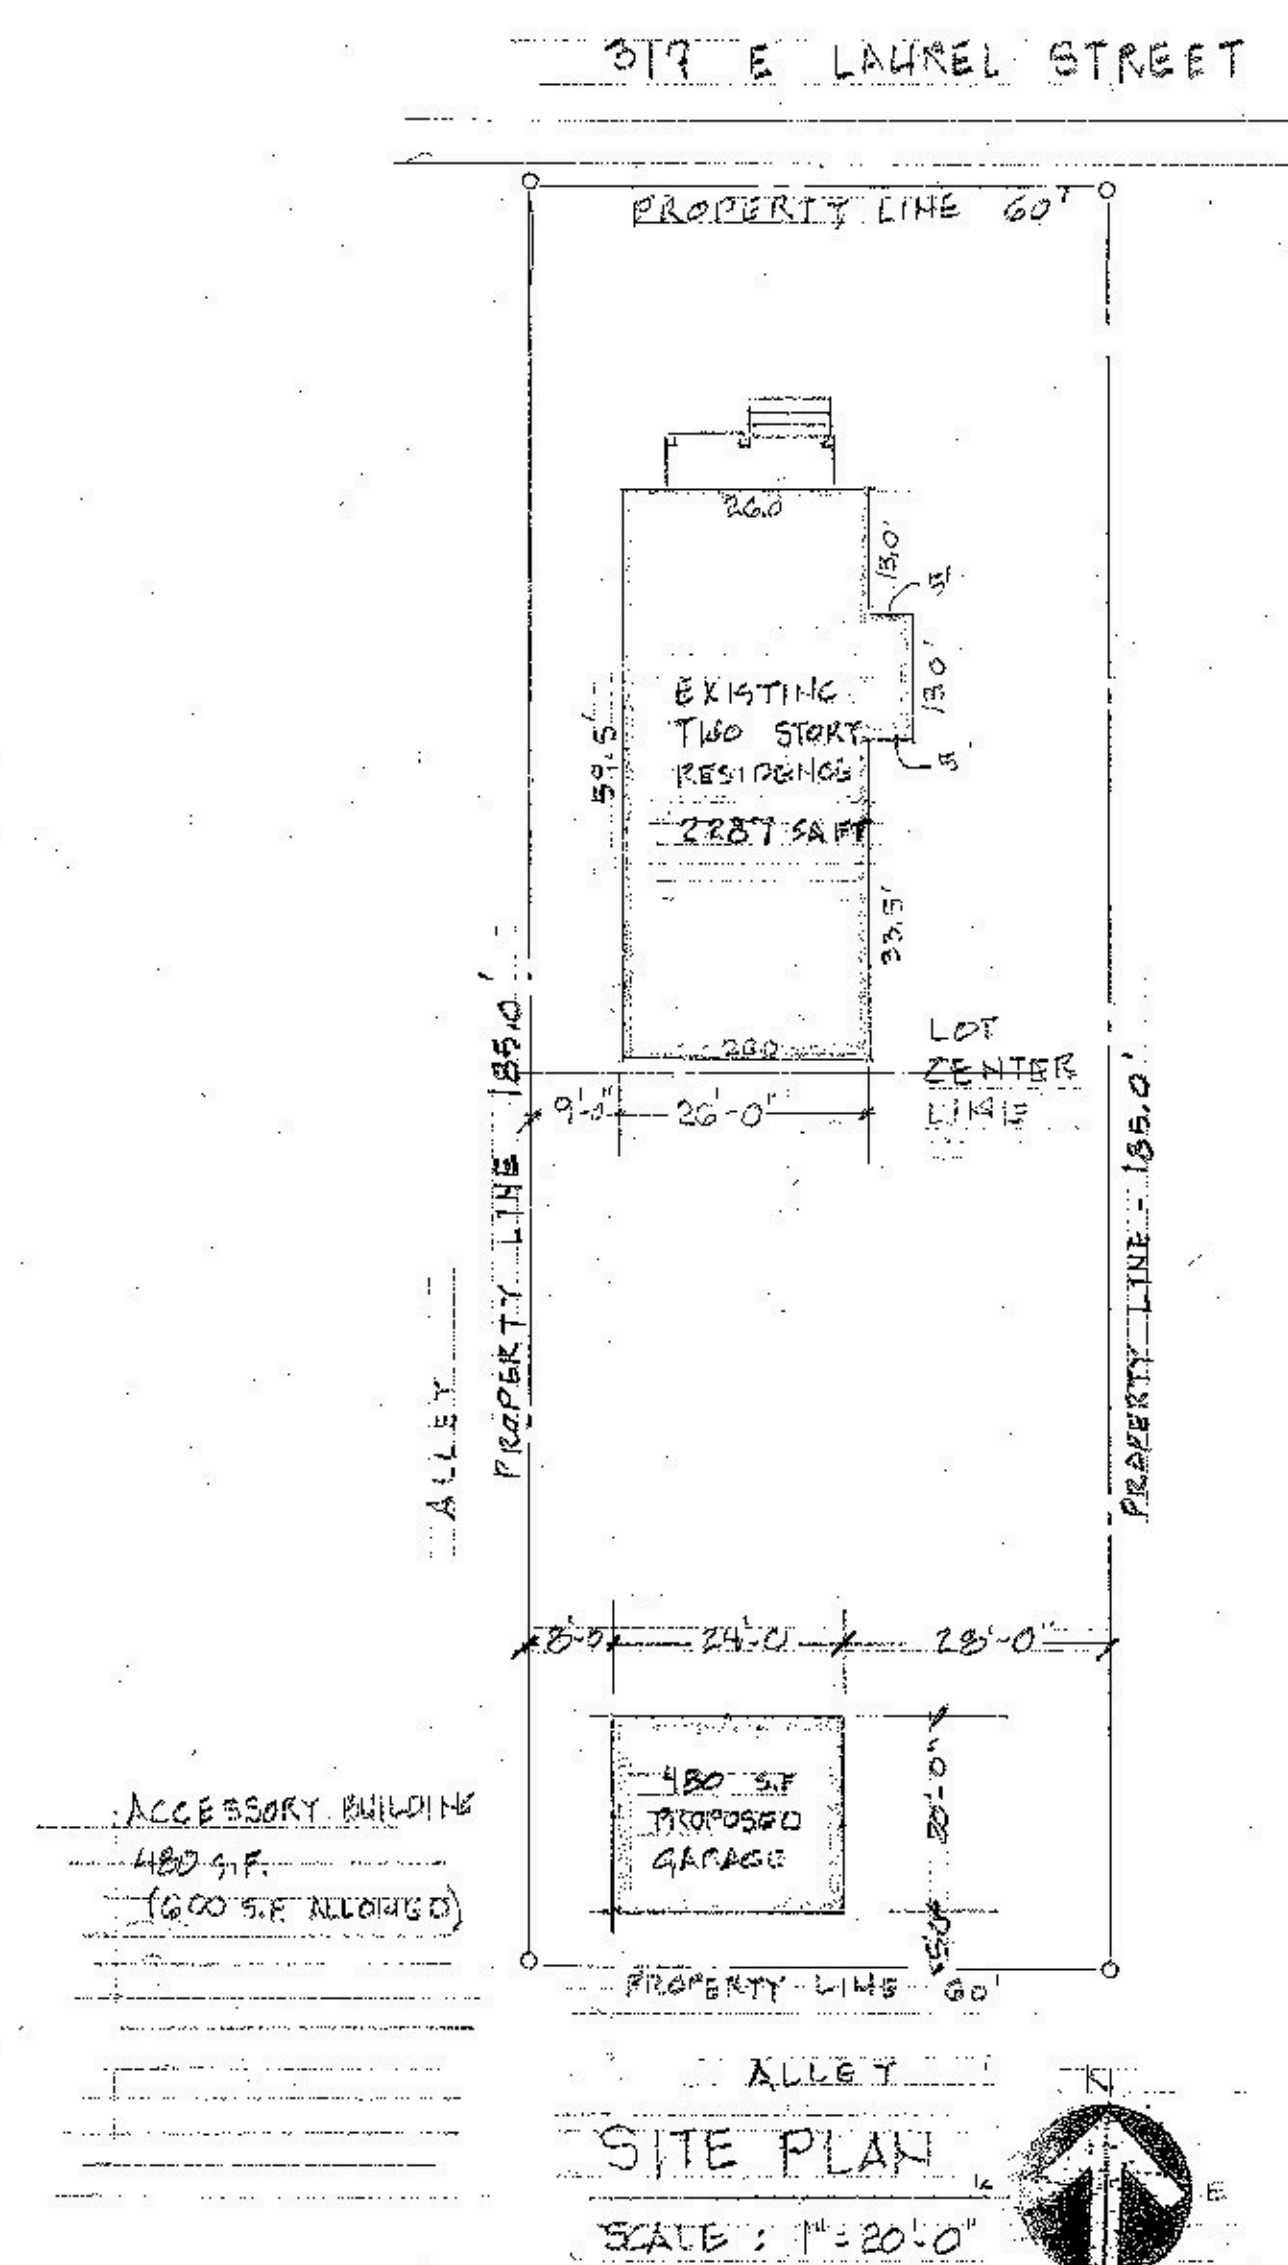 317 E LAUREL STREET
PROPERTY LINE 60'
26.0
13.0'
5'
13.0'
5'
EXISTING
TWO STORY
RESIDENCE
2287 SQ FT
59.5'
33.5'
26.0
LOT
CENTER
LINE
9'-0" 26'-0"
PROPERTY LINE 185.0'
PROPERTY LINE - 185.0'
ALLEY
8'-0 24'-0 28'-0"
480 S.F
PROPOSED
GARAGE
20'-0"
5'-0"
ACCESSORY BUILDING
480 S.F.
(600 S.F. ALLOWED)
PROPERTY LINE 60'
ALLEY
SITE PLAN
SCALE : 1" = 20'-0"
N
E